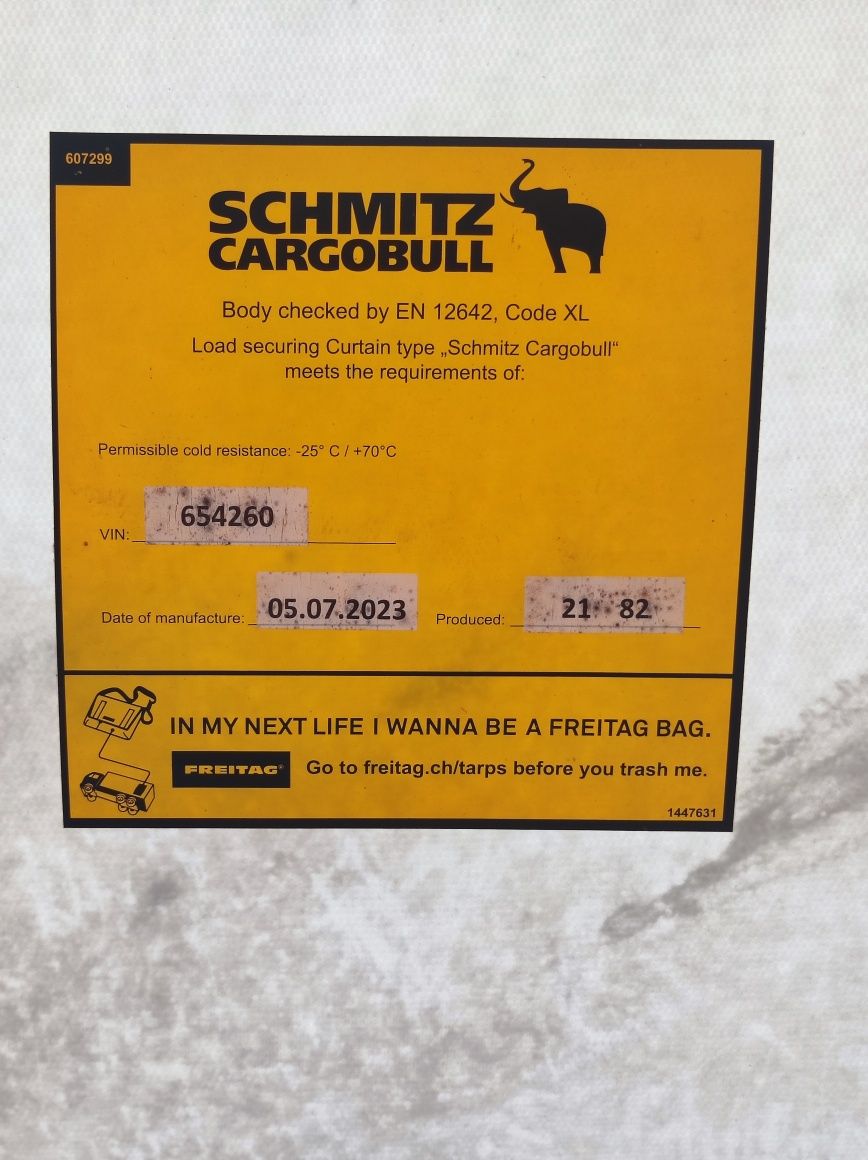 607299
SCHMITZ
CARGOBULL
Body checked by EN 12642, Code XL
Load securing Curtain type „Schmitz Cargobull“
meets the requirements of:
Permissible cold resistance: -25° C / +70°C
VIN: 654260
Date of manufacture: 05.07.2023 Produced: 21 82
IN MY NEXT LIFE I WANNA BE A FREITAG BAG.
FREITAG® Go to freitag.ch/tarps before you trash me.
1447631